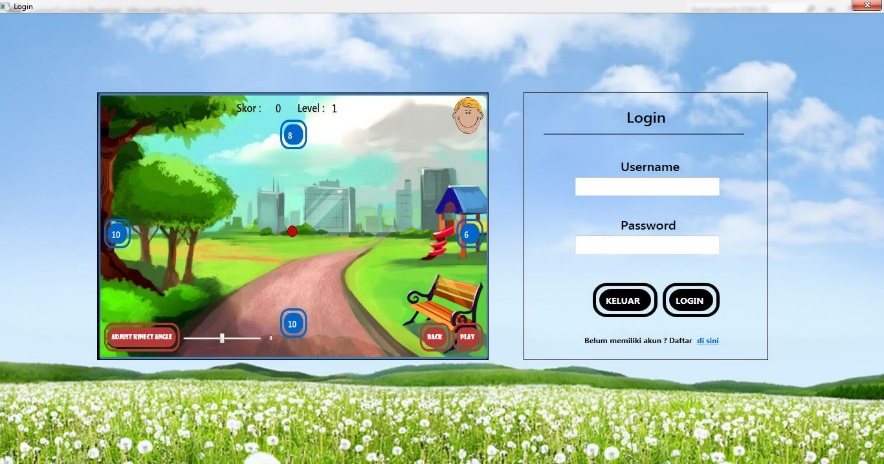 Login
Skor : 0 Level : 1
8
10
6
10
ADJUST KINECT ANGLE
0
BACK
PLAY
Login
Username
Password
KELUAR
LOGIN
Belum memiliki akun ? Daftar di sini